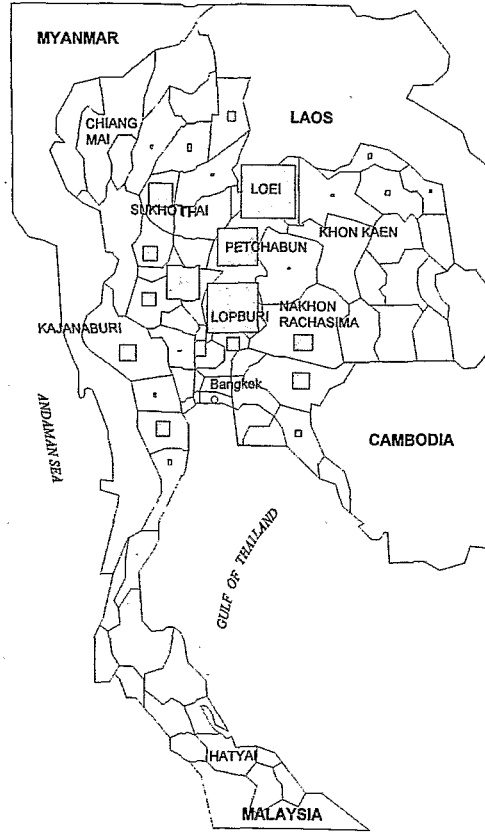 MYANMAR
LAOS
CHIANG
MAI
LOEI
SUKHOTHAI
KHON KAEN
PETCHABUN
LOPBURI
NAKHON
RACHASIMA
KAJANABURI
Bangkok
CAMBODIA
ANDAMAN SEA
GULF OF THAILAND
HATYAI
MALAYSIA